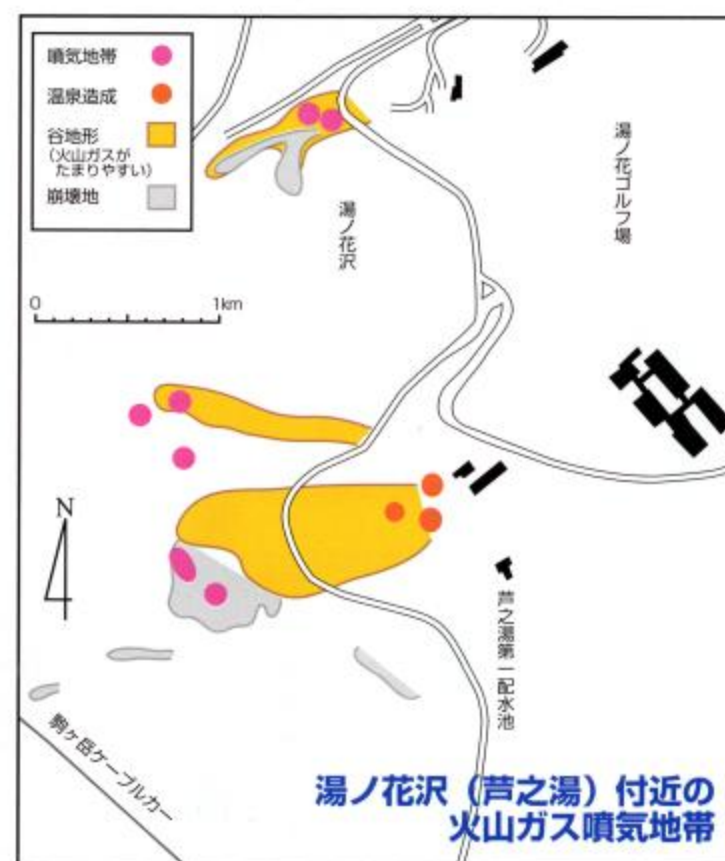 噴気地帯
温泉造成
谷地形
（火山ガスが
たまりやすい）
崩壊地
湯ノ花沢
湯ノ花ゴルフ場
0 1km
N
芦之湯第一配水池
駒ヶ岳ケーブルカー
湯ノ花沢（芦之湯）付近の
火山ガス噴気地帯